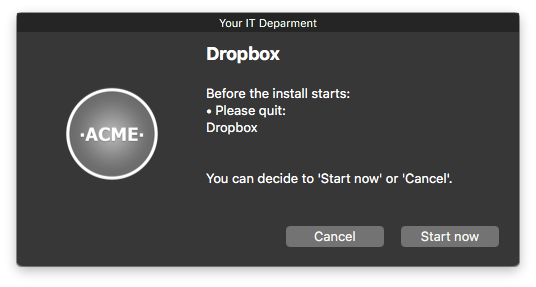 Your IT Deparment
Dropbox
Before the install starts:
• Please quit:
Dropbox
·ACME·
You can decide to 'Start now' or 'Cancel'.
Cancel
Start now